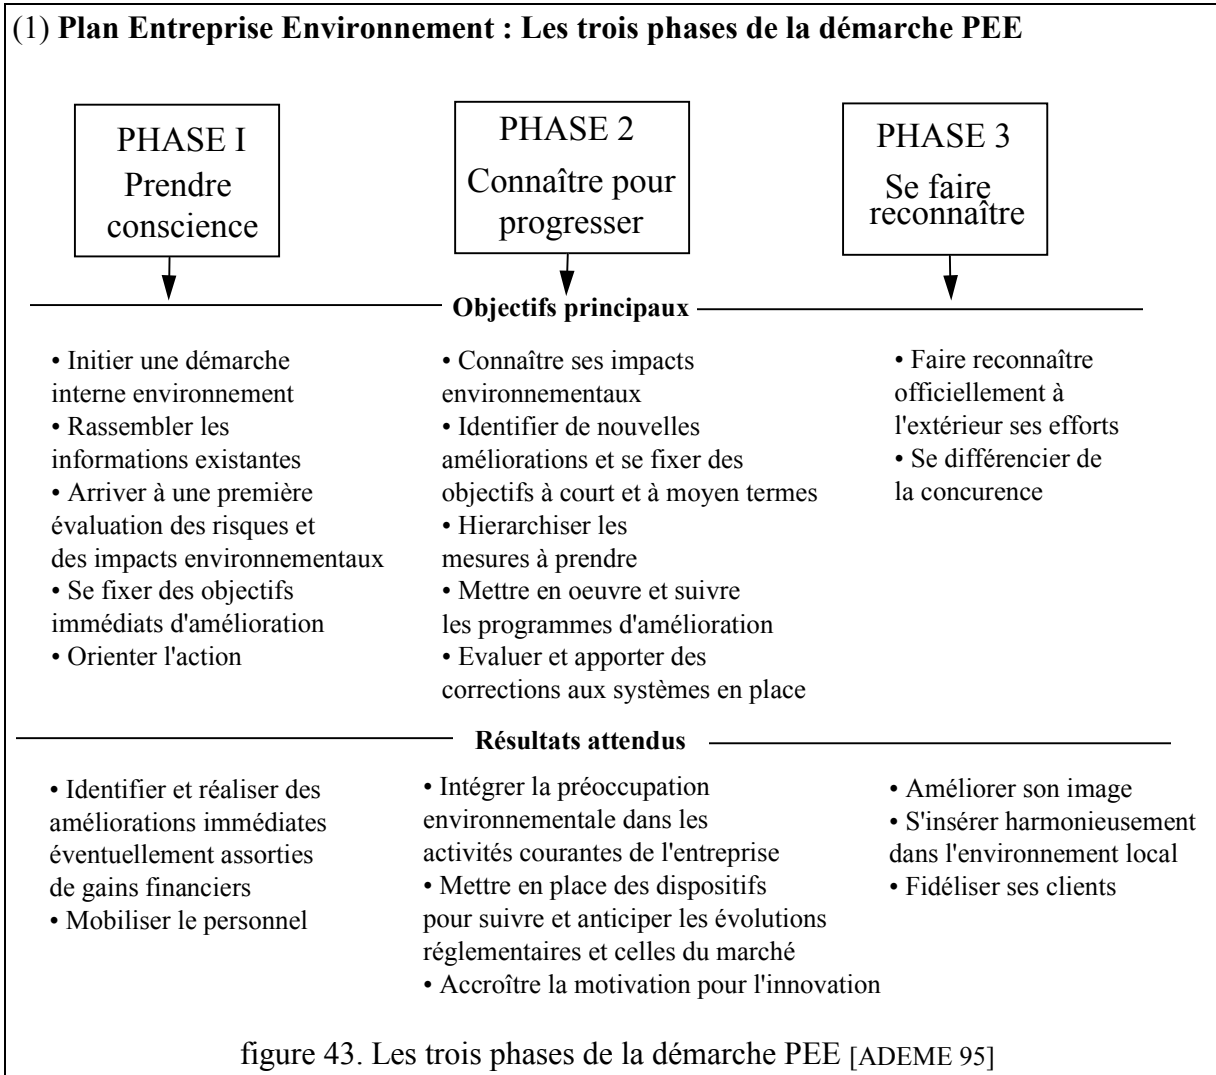 (1) Plan Entreprise Environnement : Les trois phases de la démarche PEE
PHASE I
Prendre
conscience
PHASE 2
Connaître pour
progresser
PHASE 3
Se faire
reconnaître
Objectifs principaux
• Initier une démarche
interne environnement
• Rassembler les
informations existantes
• Arriver à une première
évaluation des risques et
des impacts environnementaux
• Se fixer des objectifs
immédiats d'amélioration
• Orienter l'action
• Connaître ses impacts
environnementaux
• Identifier de nouvelles
améliorations et se fixer des
objectifs à court et à moyen termes
• Hierarchiser les
mesures à prendre
• Mettre en oeuvre et suivre
les programmes d'amélioration
• Evaluer et apporter des
corrections aux systèmes en place
• Faire reconnaître
officiellement à
l'extérieur ses efforts
• Se différencier de
la concurence
Résultats attendus
• Identifier et réaliser des
améliorations immédiates
éventuellement assorties
de gains financiers
• Mobiliser le personnel
• Intégrer la préoccupation
environnementale dans les
activités courantes de l'entreprise
• Mettre en place des dispositifs
pour suivre et anticiper les évolutions
réglementaires et celles du marché
• Accroître la motivation pour l'innovation
• Améliorer son image
• S'insérer harmonieusement
dans l'environnement local
• Fidéliser ses clients
figure 43. Les trois phases de la démarche PEE [ADEME 95]